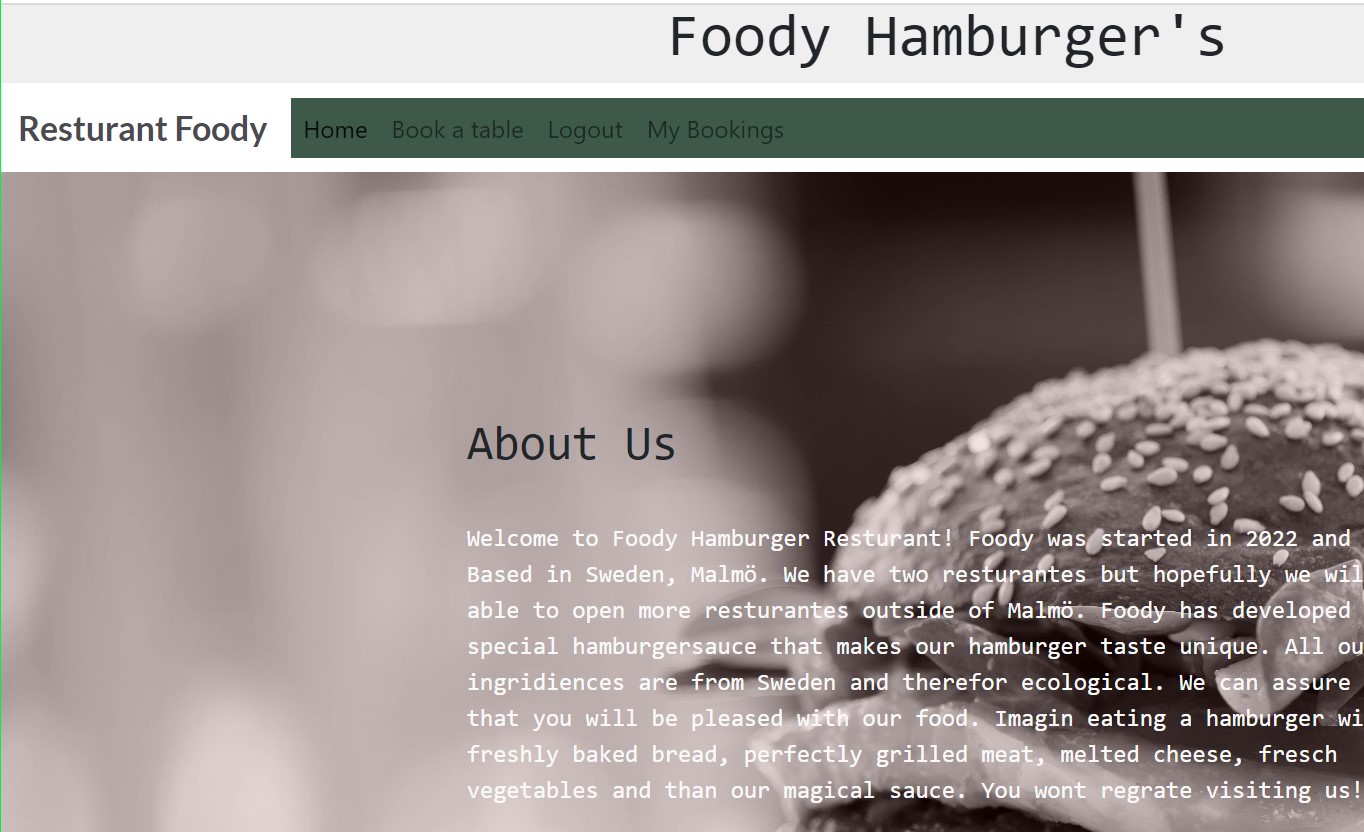 Foody Hamburger's
Resturant Foody
Home Book a table Logout My Bookings
About Us
Welcome to Foody Hamburger Resturant! Foody was started in 2022 and
Based in Sweden, Malmö. We have two resturantes but hopefully we wil
able to open more resturantes outside of Malmö. Foody has developed
special hamburgersauce that makes our hamburger taste unique. All ou
ingridiences are from Sweden and therefor ecological. We can assure
that you will be pleased with our food. Imagin eating a hamburger wi
freshly baked bread, perfectly grilled meat, melted cheese, fresch
vegetables and than our magical sauce. You wont regrate visiting us!